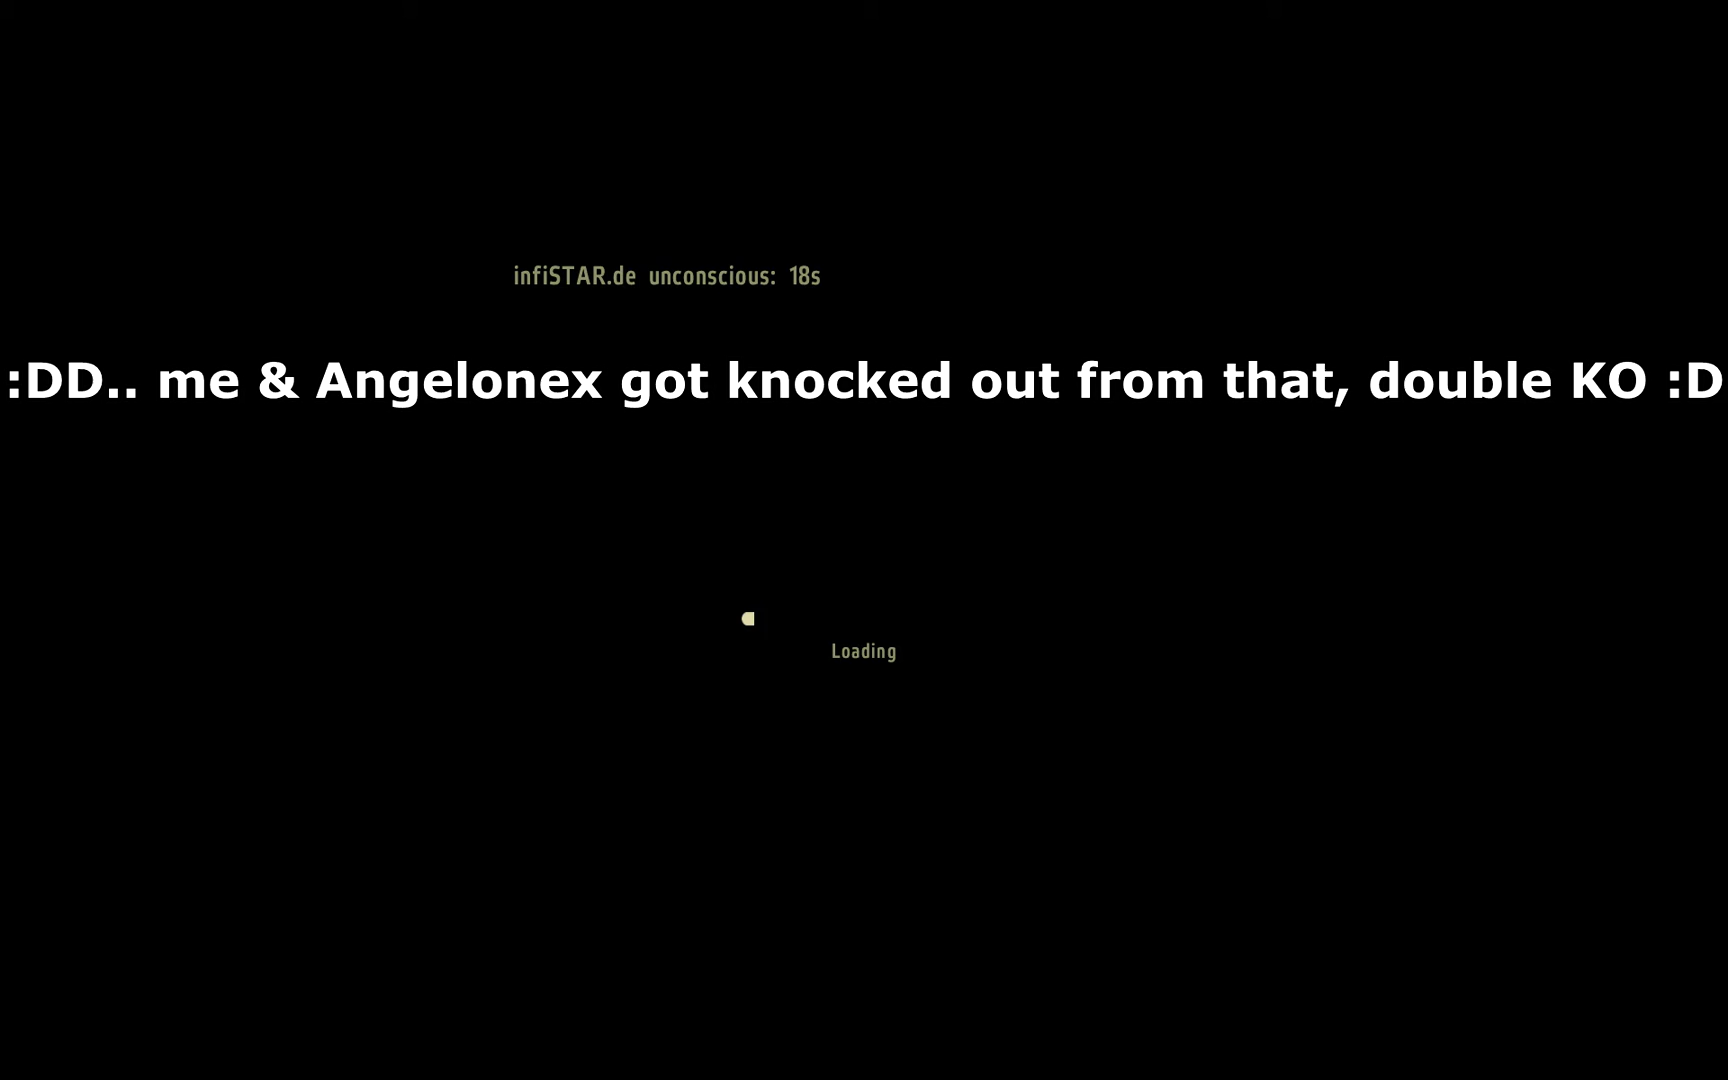 infiSTAR.de unconscious: 18s
:DD.. me & Angelonex got knocked out from that, double KO :D
Loading